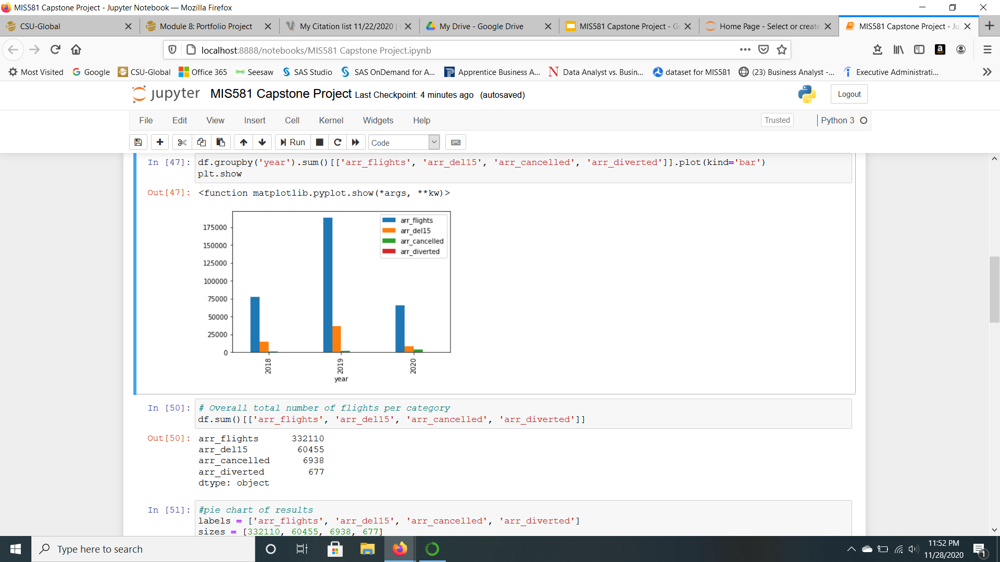 MIS581 Capstone Project - Jupyter Notebook — Mozilla Firefox
CSU-Global
Module 8: Portfolio Project
My Citation list 11/22/2020 |
My Drive - Google Drive
MIS581 Capstone Project - Go
Home Page - Select or create
MIS581 Capstone Project - Ju
localhost:8888/notebooks/MIS581 Capstone Project.ipynb
Most Visited
Google
CSU-Global
Office 365
Seesaw
SAS Studio
SAS OnDemand for A...
Apprentice Business A...
Data Analyst vs. Busin...
dataset for MIS581
(23) Business Analyst -...
Executive Administrati...
jupyter MIS581 Capstone Project Last Checkpoint: 4 minutes ago (autosaved)
Logout
File Edit View Insert Cell Kernel Widgets Help
Trusted
Python 3
Run
Code
In [47]: df.groupby('year').sum()[['arr_flights', 'arr_del15', 'arr_cancelled', 'arr_diverted']].plot(kind='bar')
plt.show
Out[47]: <function matplotlib.pyplot.show(*args, **kw)>
arr_flights
arr_del15
arr_cancelled
arr_diverted
175000
150000
125000
100000
75000
50000
25000
0
2018
2019
2020
year
In [50]: # Overall total number of flights per category
df.sum()[['arr_flights', 'arr_del15', 'arr_cancelled', 'arr_diverted']]
Out[50]: arr_flights 332110
arr_del15 60455
arr_cancelled 6938
arr_diverted 677
dtype: object
In [51]: #pie chart of results
labels = ['arr_flights', 'arr_del15', 'arr_cancelled', 'arr_diverted']
sizes = [332110, 60455, 6938, 677]
Type here to search
11:52 PM
11/28/2020
1